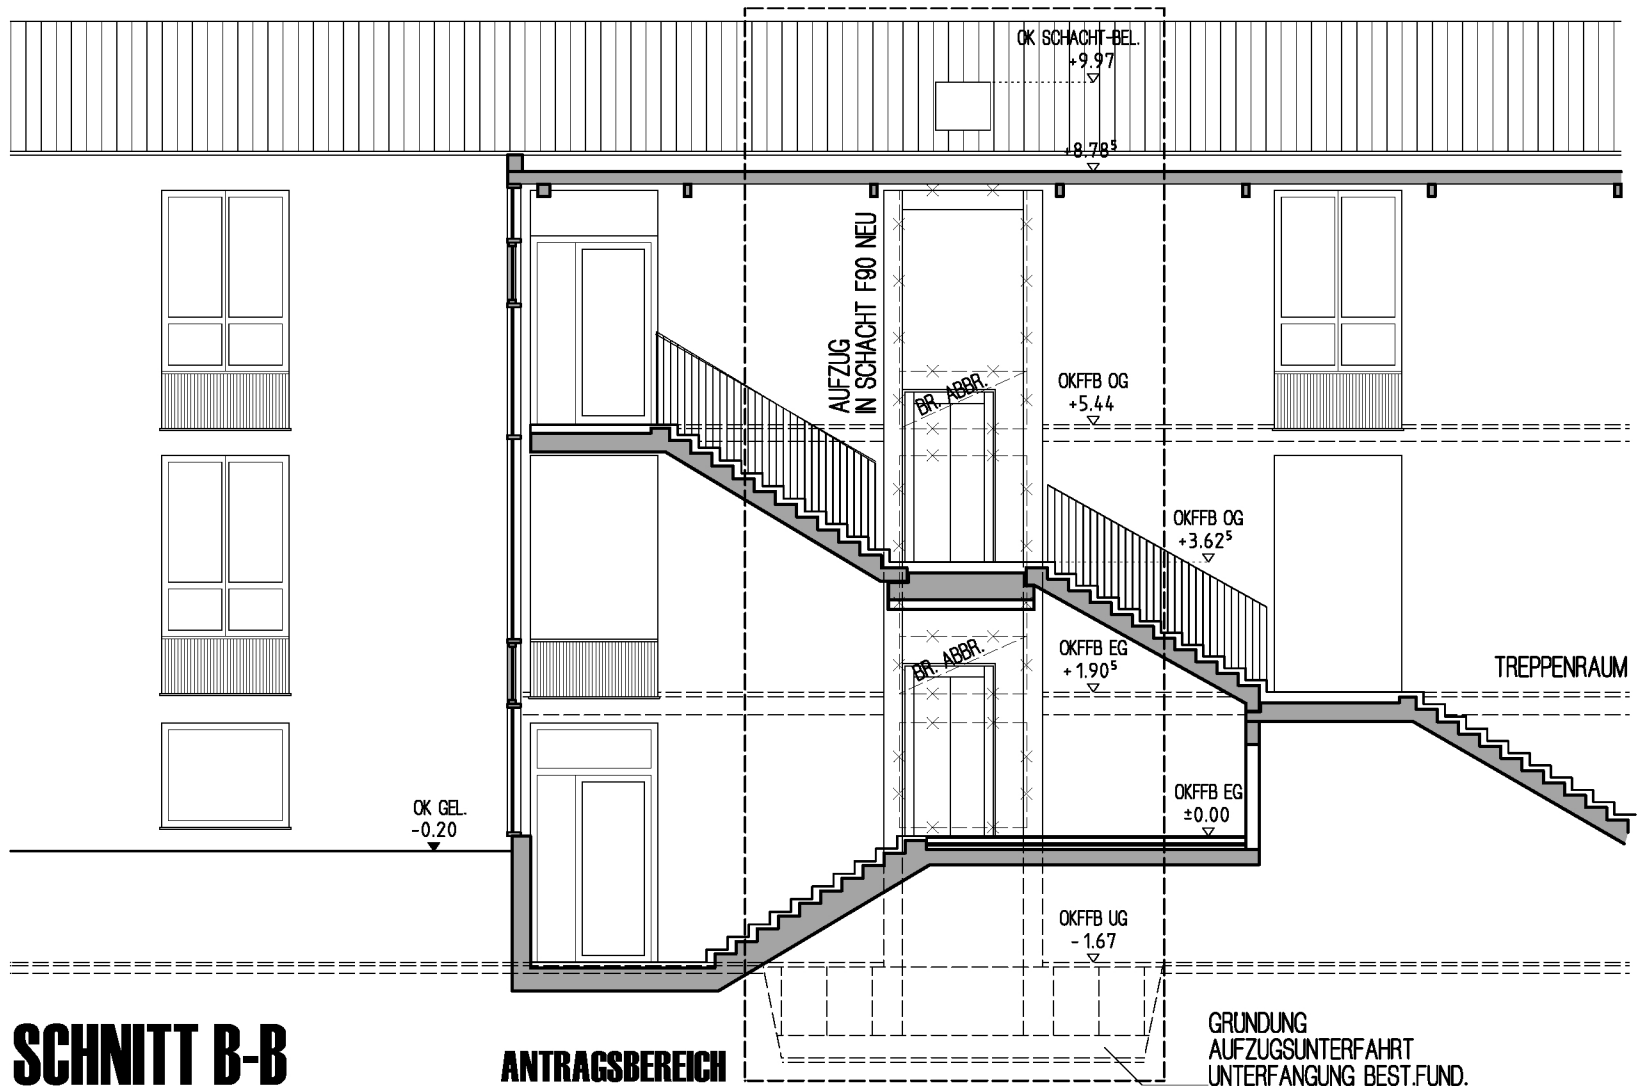 OK SCHACHT-BEL.
+9.97
+8.78⁵
AUFZUG
IN SCHACHT F90 NEU
BR. ABBR.
OKFFB OG
+5.44
OKFFB OG
+3.62⁵
BR. ABBR.
OKFFB EG
+1.90⁵
TREPPENRAUM
OK GEL.
-0.20
OKFFB EG
±0.00
OKFFB UG
-1.67
SCHNITT B-B
ANTRAGSBEREICH
GRÜNDUNG
AUFZUGSUNTERFAHRT
UNTERFANGUNG BEST.FUND.